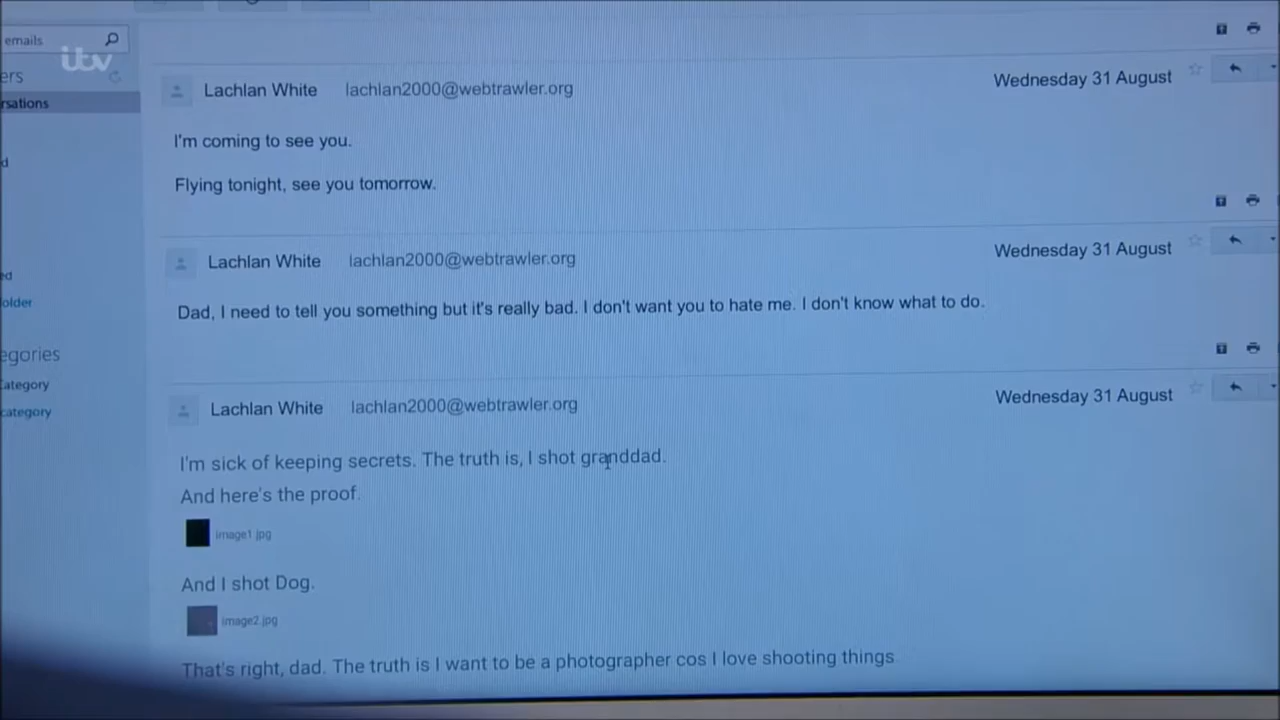 emails
itv
ers
rsations
Lachlan White lachlan2000@webtrawler.org Wednesday 31 August
I'm coming to see you.
d
Flying tonight, see you tomorrow.
Lachlan White lachlan2000@webtrawler.org Wednesday 31 August
ed
older
Dad, I need to tell you something but it's really bad. I don't want you to hate me. I don't know what to do.
egories
category
category
Lachlan White lachlan2000@webtrawler.org Wednesday 31 August
I'm sick of keeping secrets. The truth is, I shot granddad.
And here's the proof.
image1.jpg
And I shot Dog.
image2.jpg
That's right, dad. The truth is I want to be a photographer cos I love shooting things